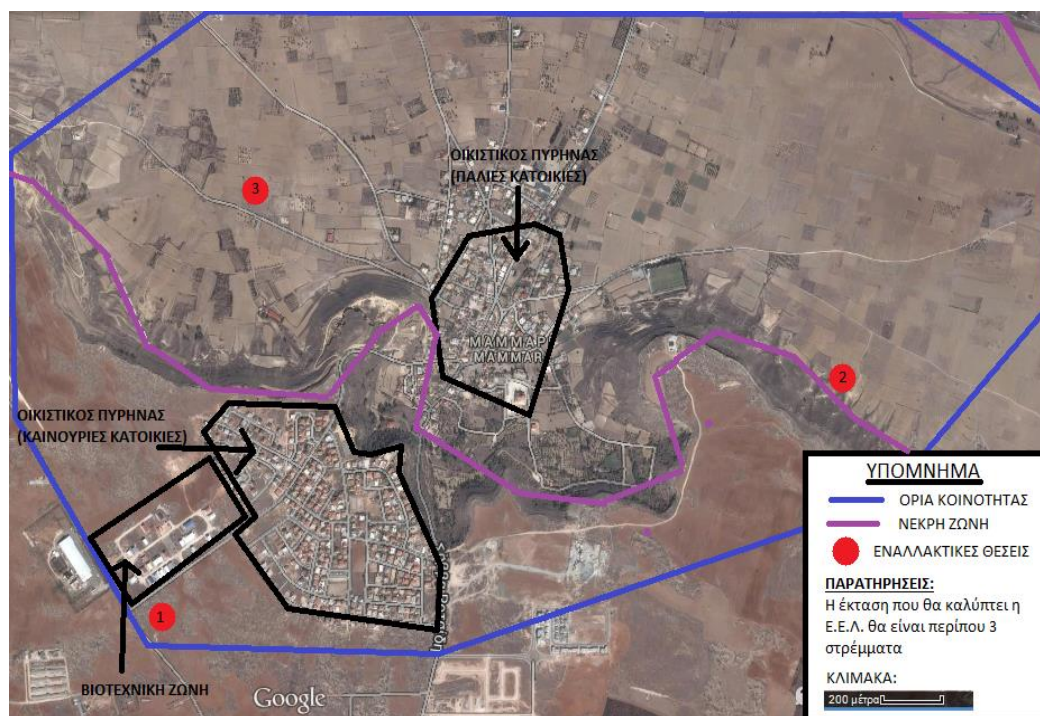 ΟΙΚΙΣΤΙΚΟΣ ΠΥΡΗΝΑΣ
(ΠΑΛΙΕΣ ΚΑΤΟΙΚΙΕΣ)
3
ΜΑΜΜΑΡΙ
MAMMARI
2
ΟΙΚΙΣΤΙΚΟΣ ΠΥΡΗΝΑΣ
(ΚΑΙΝΟΥΡΙΕΣ ΚΑΤΟΙΚΙΕΣ)
1
ΒΙΟΤΕΧΝΙΚΗ ΖΩΝΗ
Google
ΥΠΟΜΝΗΜΑ
ΟΡΙΑ ΚΟΙΝΟΤΗΤΑΣ
ΝΕΚΡΗ ΖΩΝΗ
ΕΝΑΛΛΑΚΤΙΚΕΣ ΘΕΣΕΙΣ
ΠΑΡΑΤΗΡΗΣΕΙΣ:
Η έκταση που θα καλύπτει η
Ε.Ε.Λ. θα είναι περίπου 3
στρέμματα
ΚΛΙΜΑΚΑ:
200 μέτρα